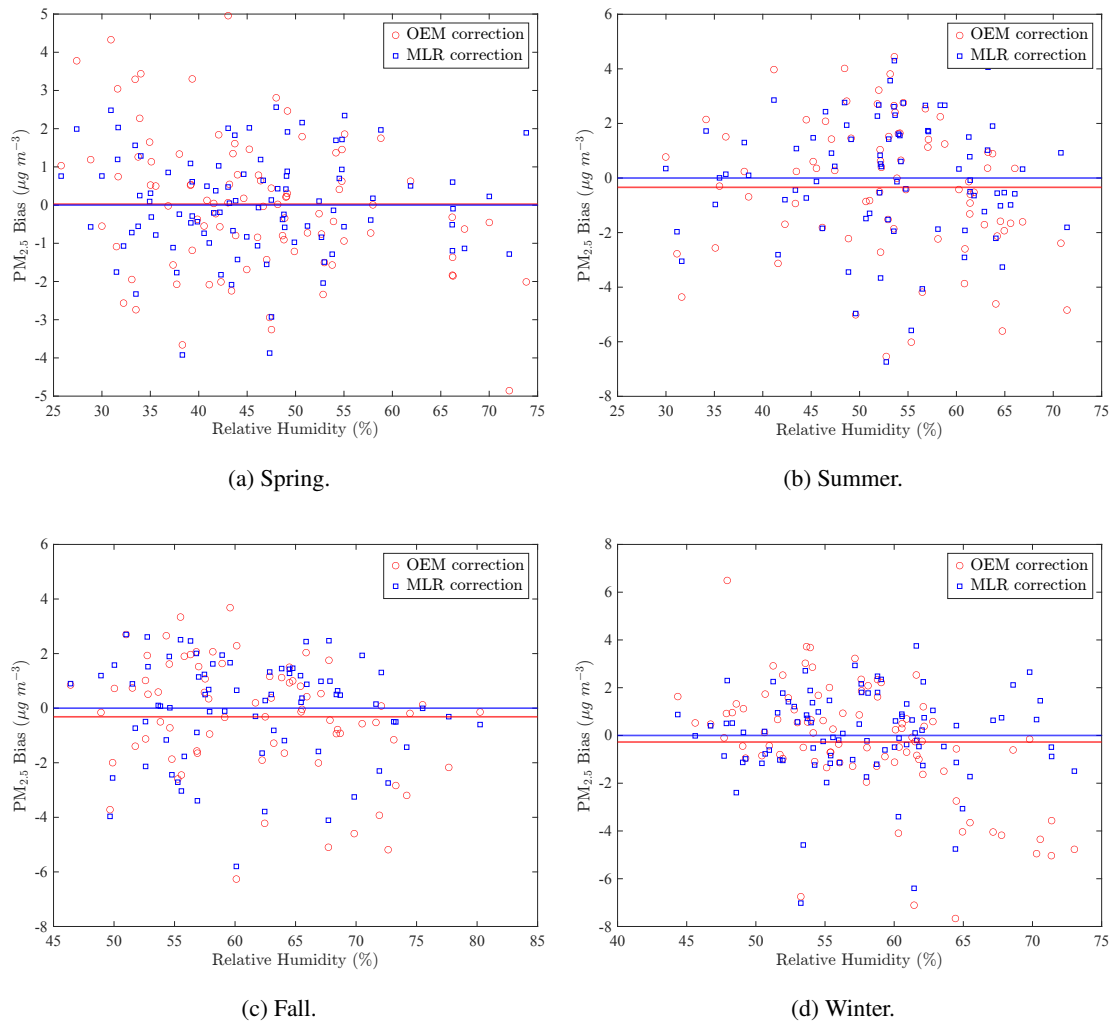 5
4
3
2
1
0
-1
-2
-3
-4
-5
PM2.5 Bias (μg m−3)
25 30 35 40 45 50 55 60 65 70 75
Relative Humidity (%)
OEM correction
MLR correction
(a) Spring.
6
4
2
0
-2
-4
-6
-8
PM2.5 Bias (μg m−3)
25 30 35 40 45 50 55 60 65 70 75
Relative Humidity (%)
OEM correction
MLR correction
(b) Summer.
6
4
2
0
-2
-4
-6
-8
PM2.5 Bias (μg m−3)
45 50 55 60 65 70 75 80 85
Relative Humidity (%)
OEM correction
MLR correction
(c) Fall.
8
6
4
2
0
-2
-4
-6
-8
PM2.5 Bias (μg m−3)
40 45 50 55 60 65 70 75
Relative Humidity (%)
OEM correction
MLR correction
(d) Winter.